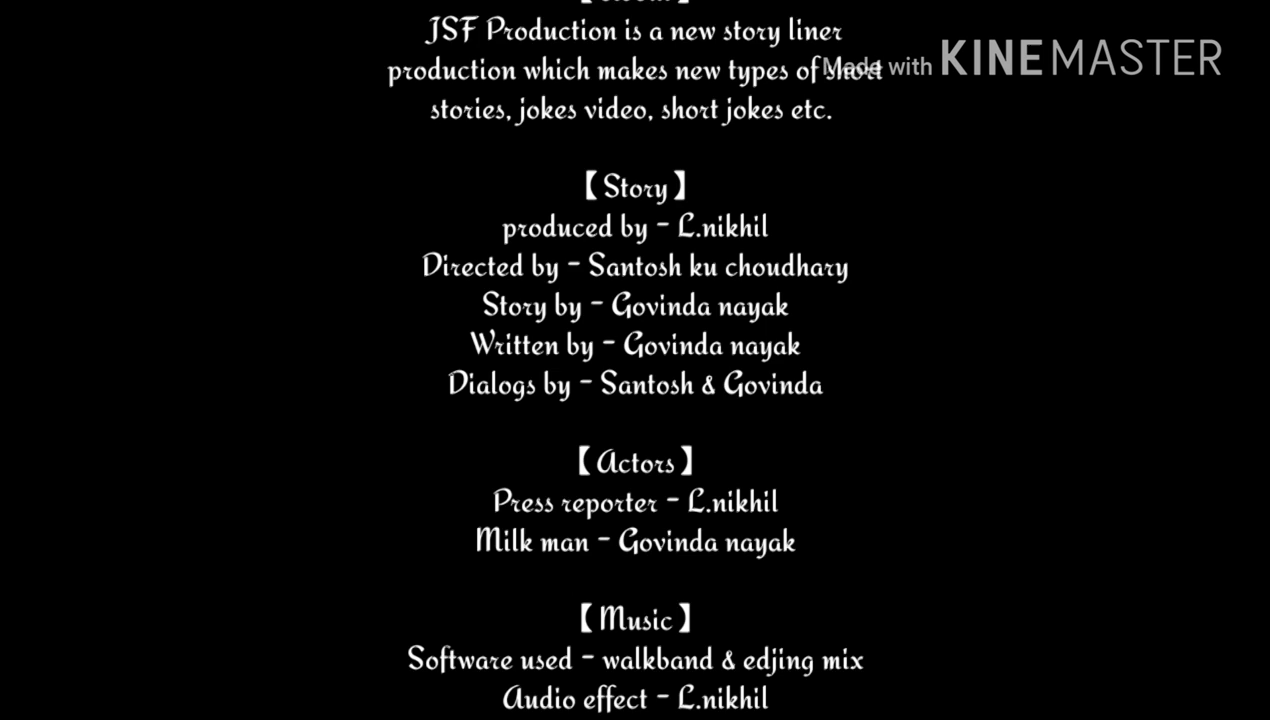 JSF Production is a new story liner
production which makes new types of short
stories, jokes video, short jokes etc.
Made with KINEMASTER
【Story】
produced by - L.nikhil
Directed by - Santosh ku choudhary
Story by - Govinda nayak
Written by - Govinda nayak
Dialogs by - Santosh & Govinda
【Actors】
Press reporter - L.nikhil
Milk man - Govinda nayak
【Music】
Software used - walkband & edjing mix
Audio effect - L.nikhil